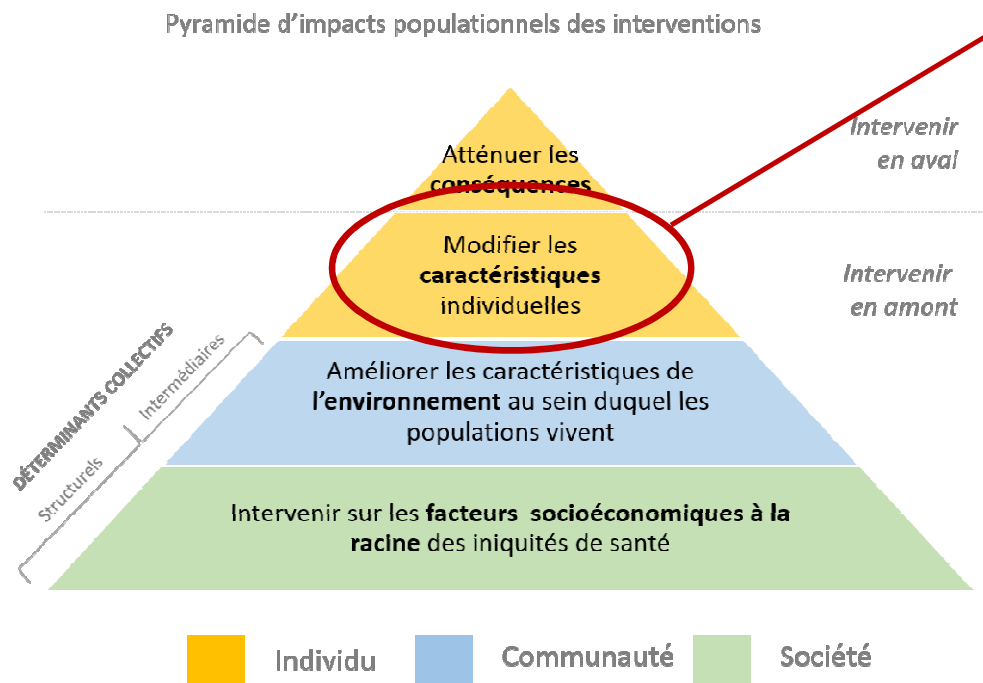 Pyramide d'impacts populationnels des interventions
Intervenir
en aval
Atténuer les
conséquences
Modifier les
caractéristiques
individuelles
Intervenir
en amont
DÉTERMINANTS COLLECTIFS
Intermédiaires
Structurels
Améliorer les caractéristiques de
l'environnement au sein duquel les
populations vivent
Intervenir sur les facteurs socioéconomiques à la
racine des iniquités de santé
Individu
Communauté
Société